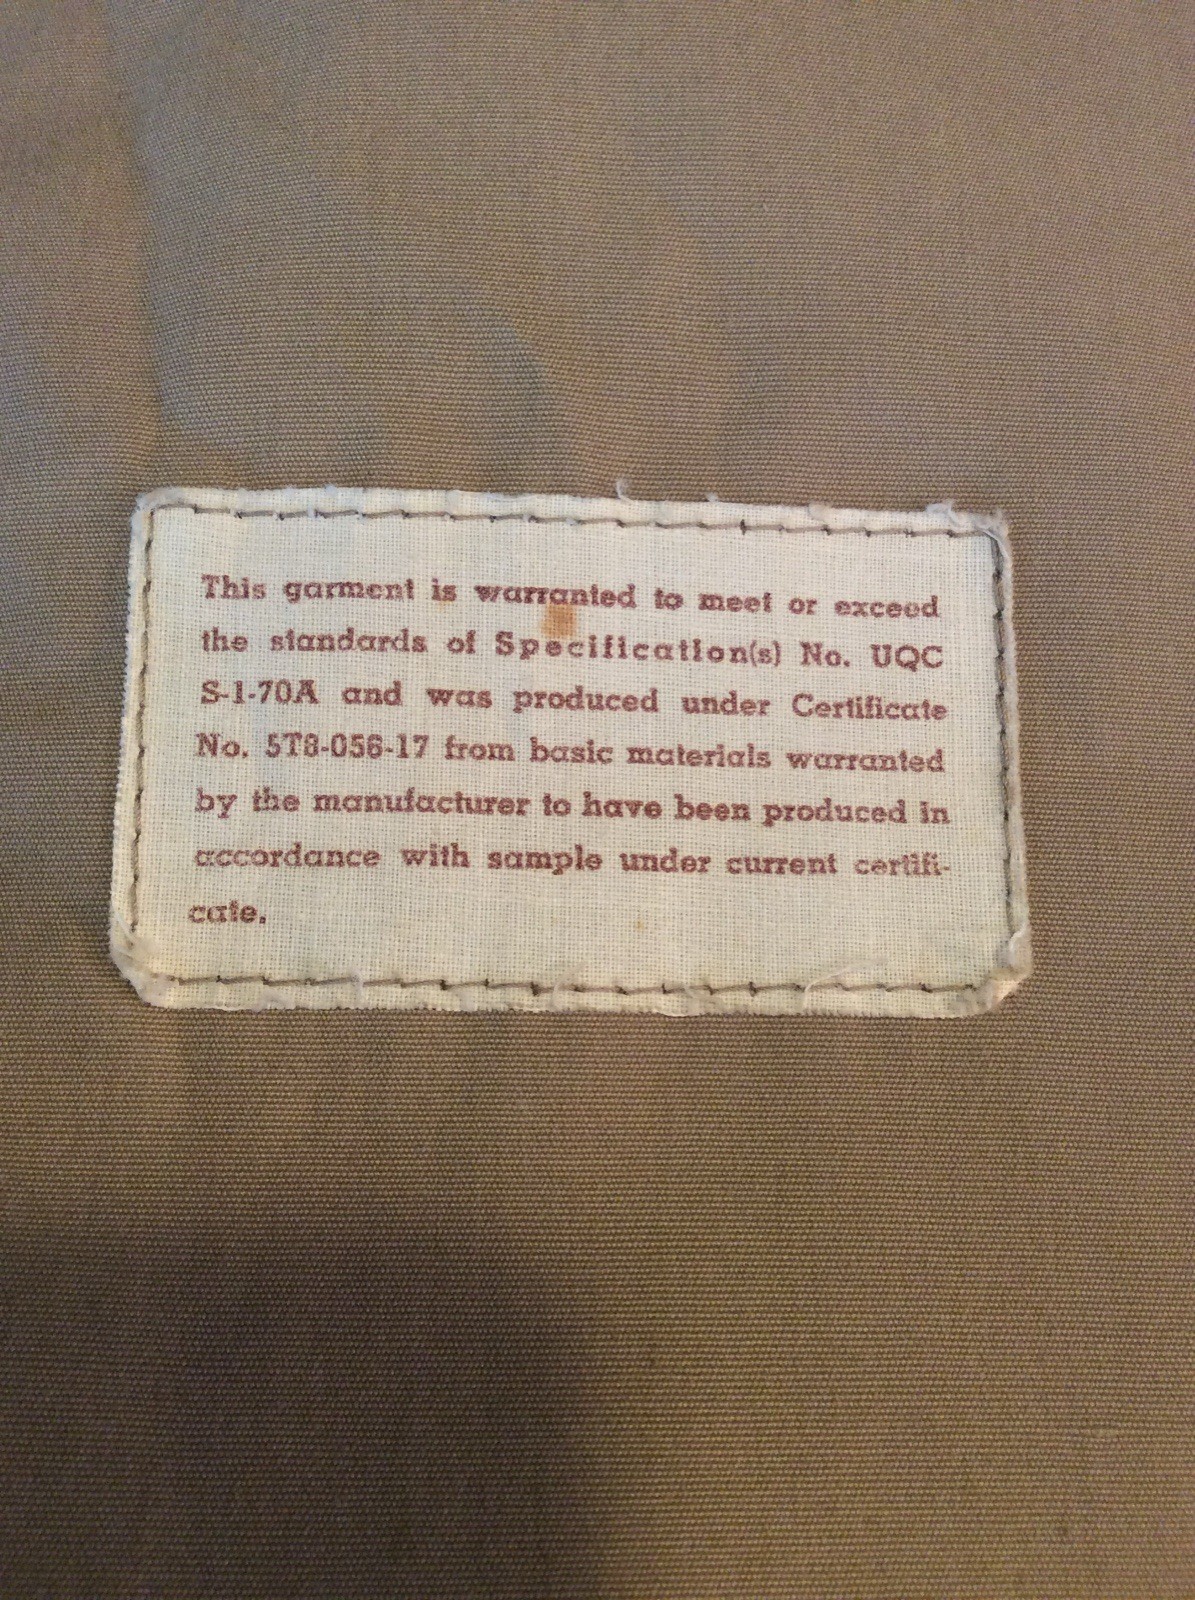 This garment is warranted to meet or exceed
the standards of Specification(s) No. UQC
S-1-70A and was produced under Certificate
No. 5T8-056-17 from basic materials warranted
by the manufacturer to have been produced in
accordance with sample under current certifi-
cate.